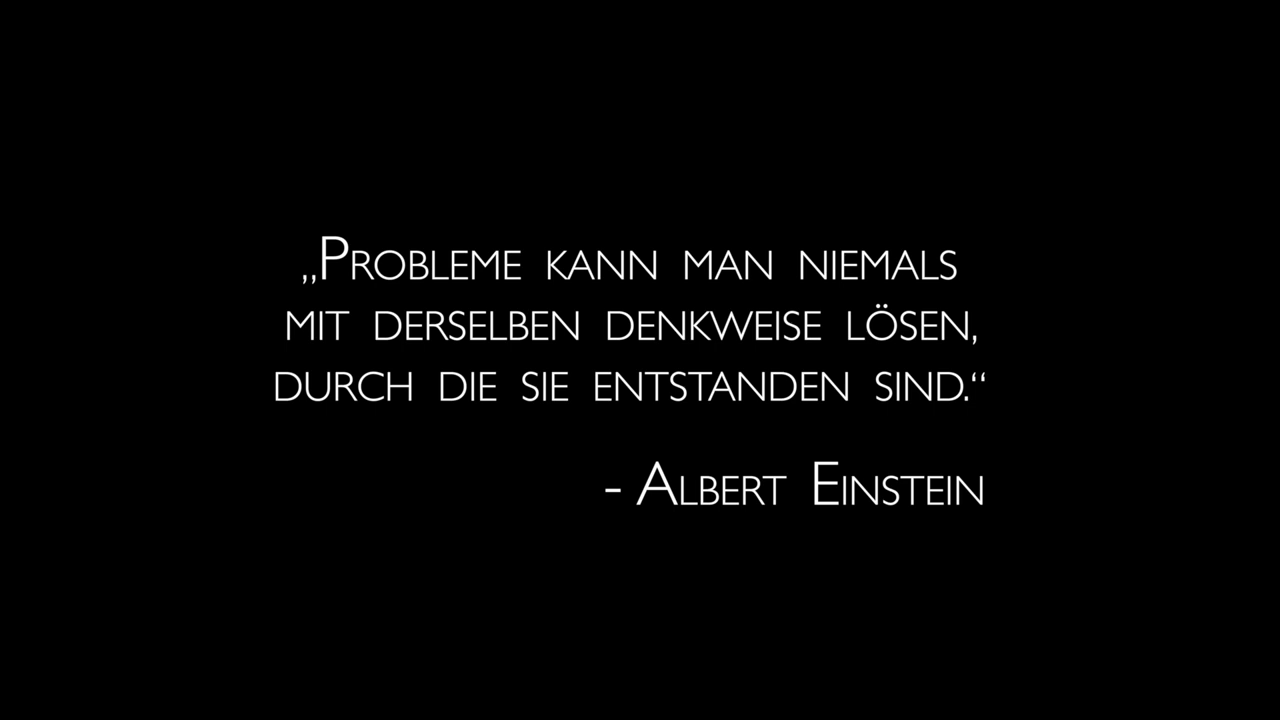 „Probleme kann man niemals
mit derselben Denkweise lösen,
durch die sie entstanden sind.“
- Albert Einstein